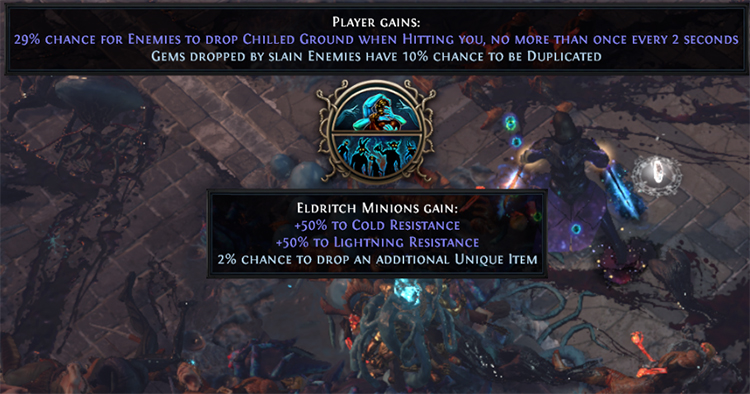 Player gains:
29% chance for Enemies to drop Chilled Ground when Hitting you, no more than once every 2 seconds
Gems dropped by slain Enemies have 10% chance to be Duplicated
Eldritch Minions gain:
+50% to Cold Resistance
+50% to Lightning Resistance
2% chance to drop an additional Unique Item